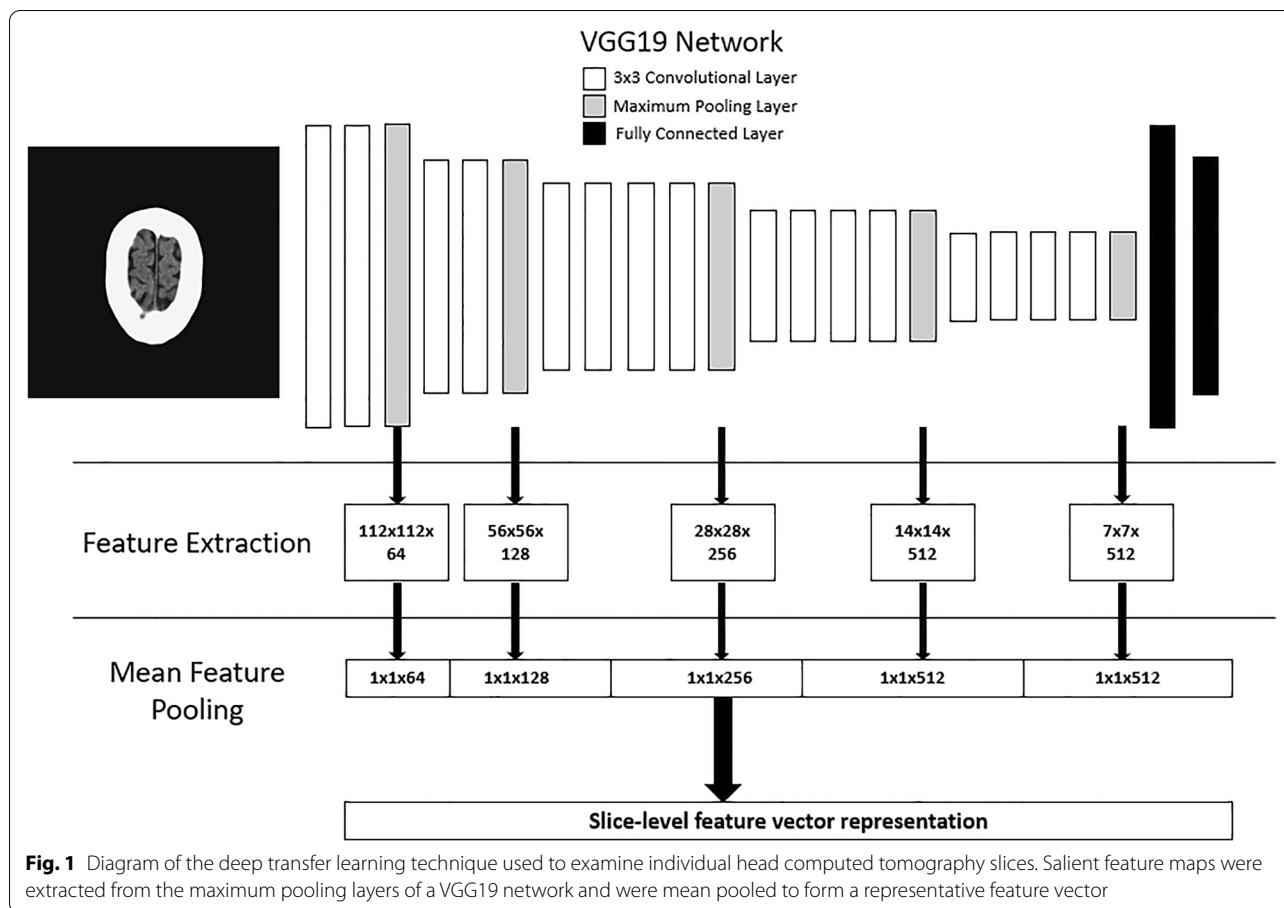 VGG19 Network
3x3 Convolutional Layer
Maximum Pooling Layer
Fully Connected Layer
Feature Extraction
112x112x
64
56x56x
128
28x28x
256
14x14x
512
7x7x
512
Mean Feature
Pooling
1x1x64
1x1x128
1x1x256
1x1x512
1x1x512
Slice-level feature vector representation
Fig. 1 Diagram of the deep transfer learning technique used to examine individual head computed tomography slices. Salient feature maps were
extracted from the maximum pooling layers of a VGG19 network and were mean pooled to form a representative feature vector